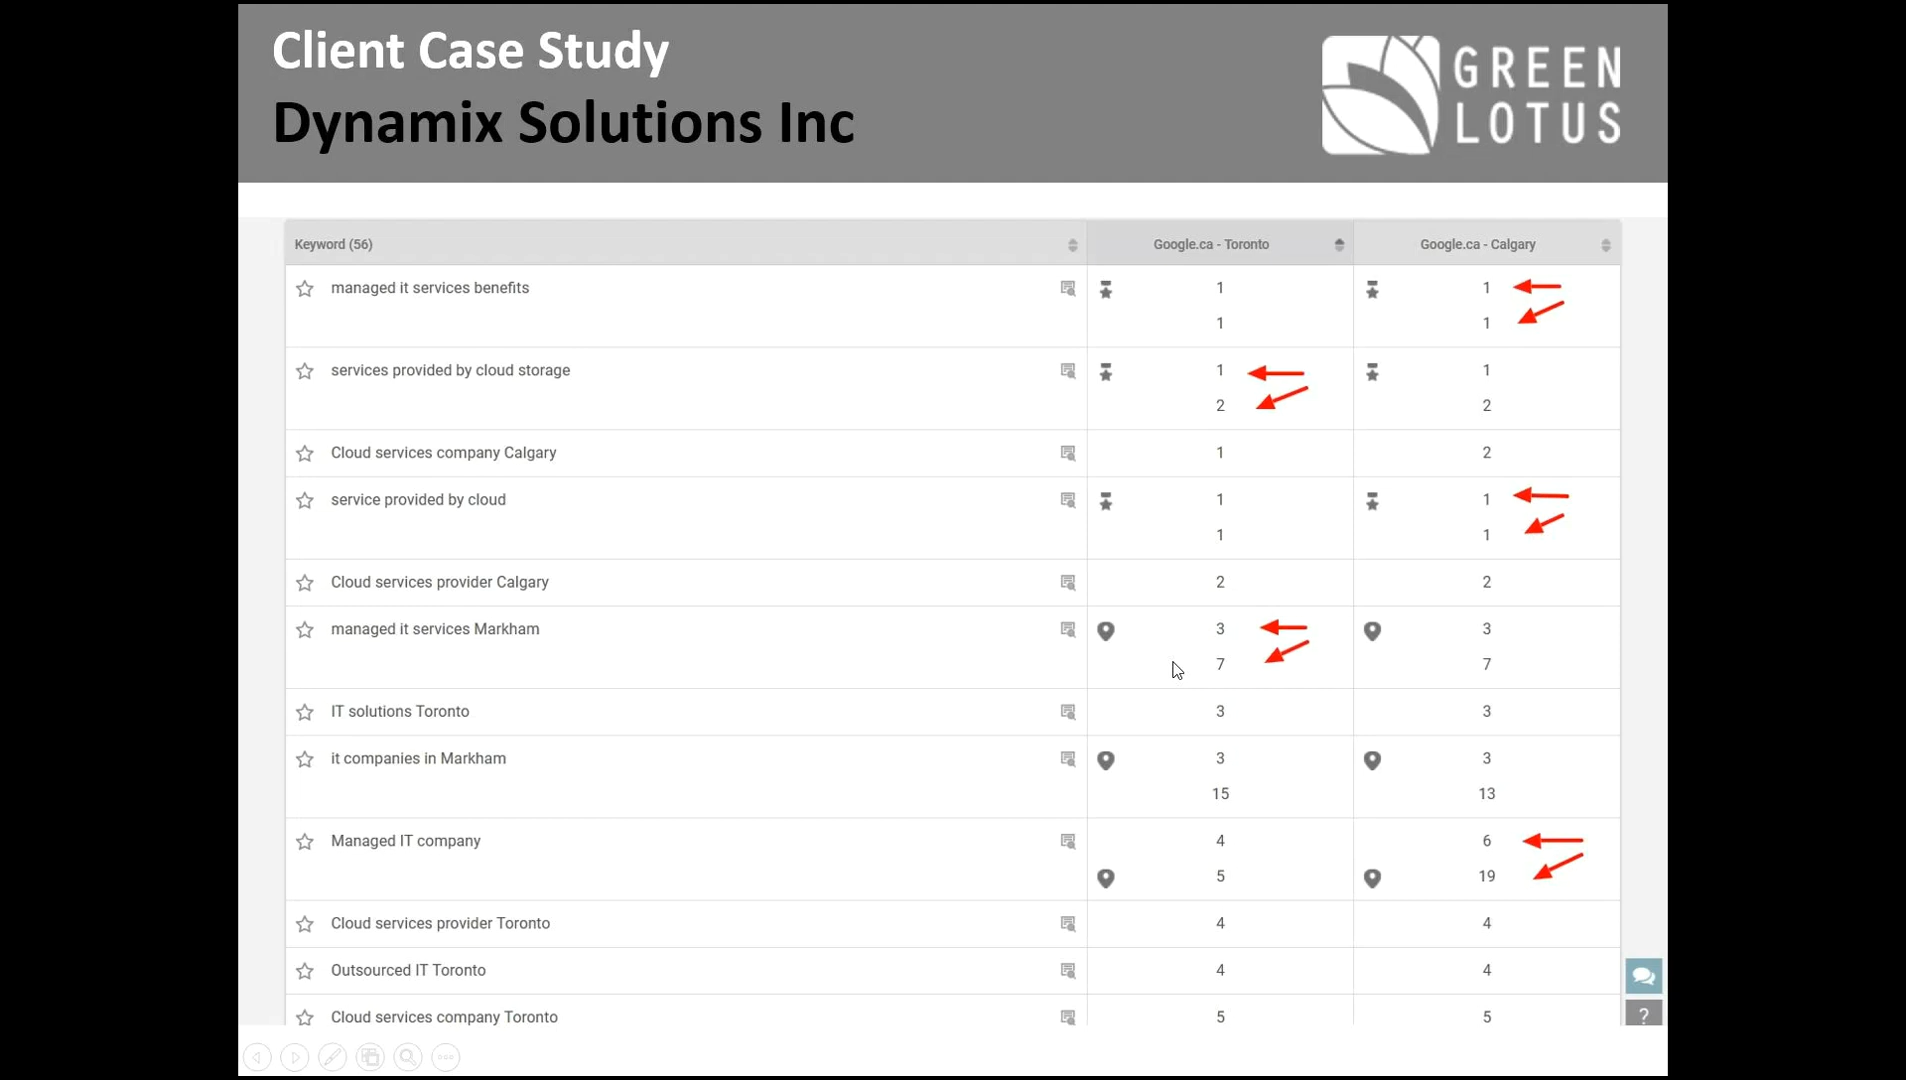 Client Case Study
Dynamix Solutions Inc
GREEN
LOTUS
Keyword (56) Google.ca - Toronto Google.ca - Calgary
managed it services benefits 1 1
1 1
services provided by cloud storage 1 1
2 2
Cloud services company Calgary 1 2
service provided by cloud 1 1
1 1
Cloud services provider Calgary 2 2
managed it services Markham 3 3
7 7
IT solutions Toronto 3 3
it companies in Markham 3 3
15 13
Managed IT company 4 6
5 19
Cloud services provider Toronto 4 4
Outsourced IT Toronto 4 4
Cloud services company Toronto 5 5
?